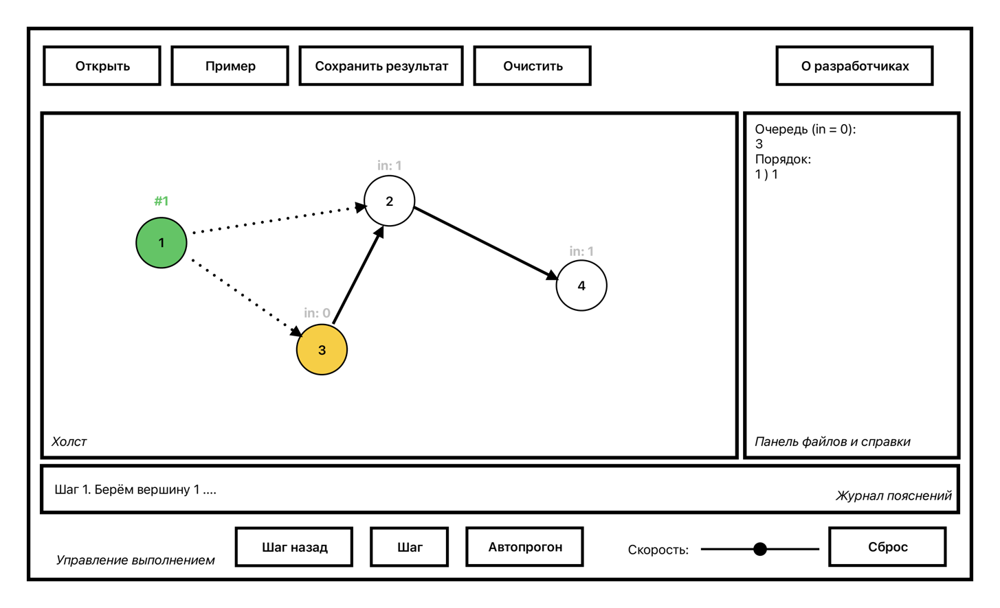 Открыть
Пример
Сохранить результат
Очистить
О разработчиках
#1
1
in: 1
2
in: 0
3
in: 1
4
Холст
Очередь (in = 0):
3
Порядок:
1 ) 1
Панель файлов и справки
Шаг 1. Берём вершину 1 ....
Журнал пояснений
Управление выполнением
Шаг назад
Шаг
Автопрогон
Скорость:
Сброс